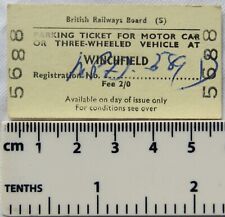 British Railways Board (S)
PARKING TICKET FOR MOTOR CAR
OR THREE-WHEELED VEHICLE AT
WINCHFIELD
Registration No.
Fee 2/0
Available on day of issue only
For conditions see over
5688
5688
cm 1 2 3 4 5
TENTHS 1 2